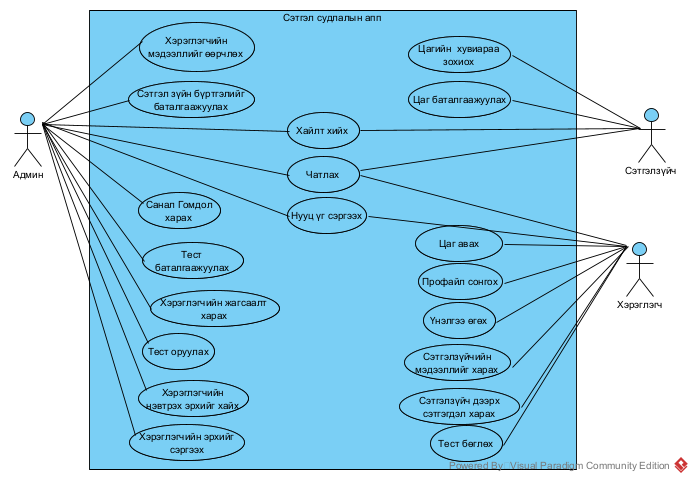 Сэтгэл судлалын апп
Хэрэглэгчийн
мэдээллийг өөрчлөх
Сэтгэл зүйн бүртгэлийг
баталгаажуулах
Хайлт хийх
Чатлах
Нууц үг сэргээх
Санал Гомдол
харах
Тест
баталгаажуулах
Хэрэглэгчийн жагсаалт
харах
Тест оруулах
Хэрэглэгчийн
нэвтрэх эрхийг хайх
Хэрэглэгчийн эрхийг
сэргээх
Цагийн хувиараа
зохиох
Цаг баталгаажуулах
Цаг авах
Профайл сонгох
Үнэлгээ өгөх
Сэтгэлзүйчийн
мэдээллийг харах
Сэтгэлзүйч дээрх
сэтгэгдэл харах
Тест бөглөх
Админ
Сэтгэлзүйч
Хэрэглэгч
Powered By Visual Paradigm Community Edition